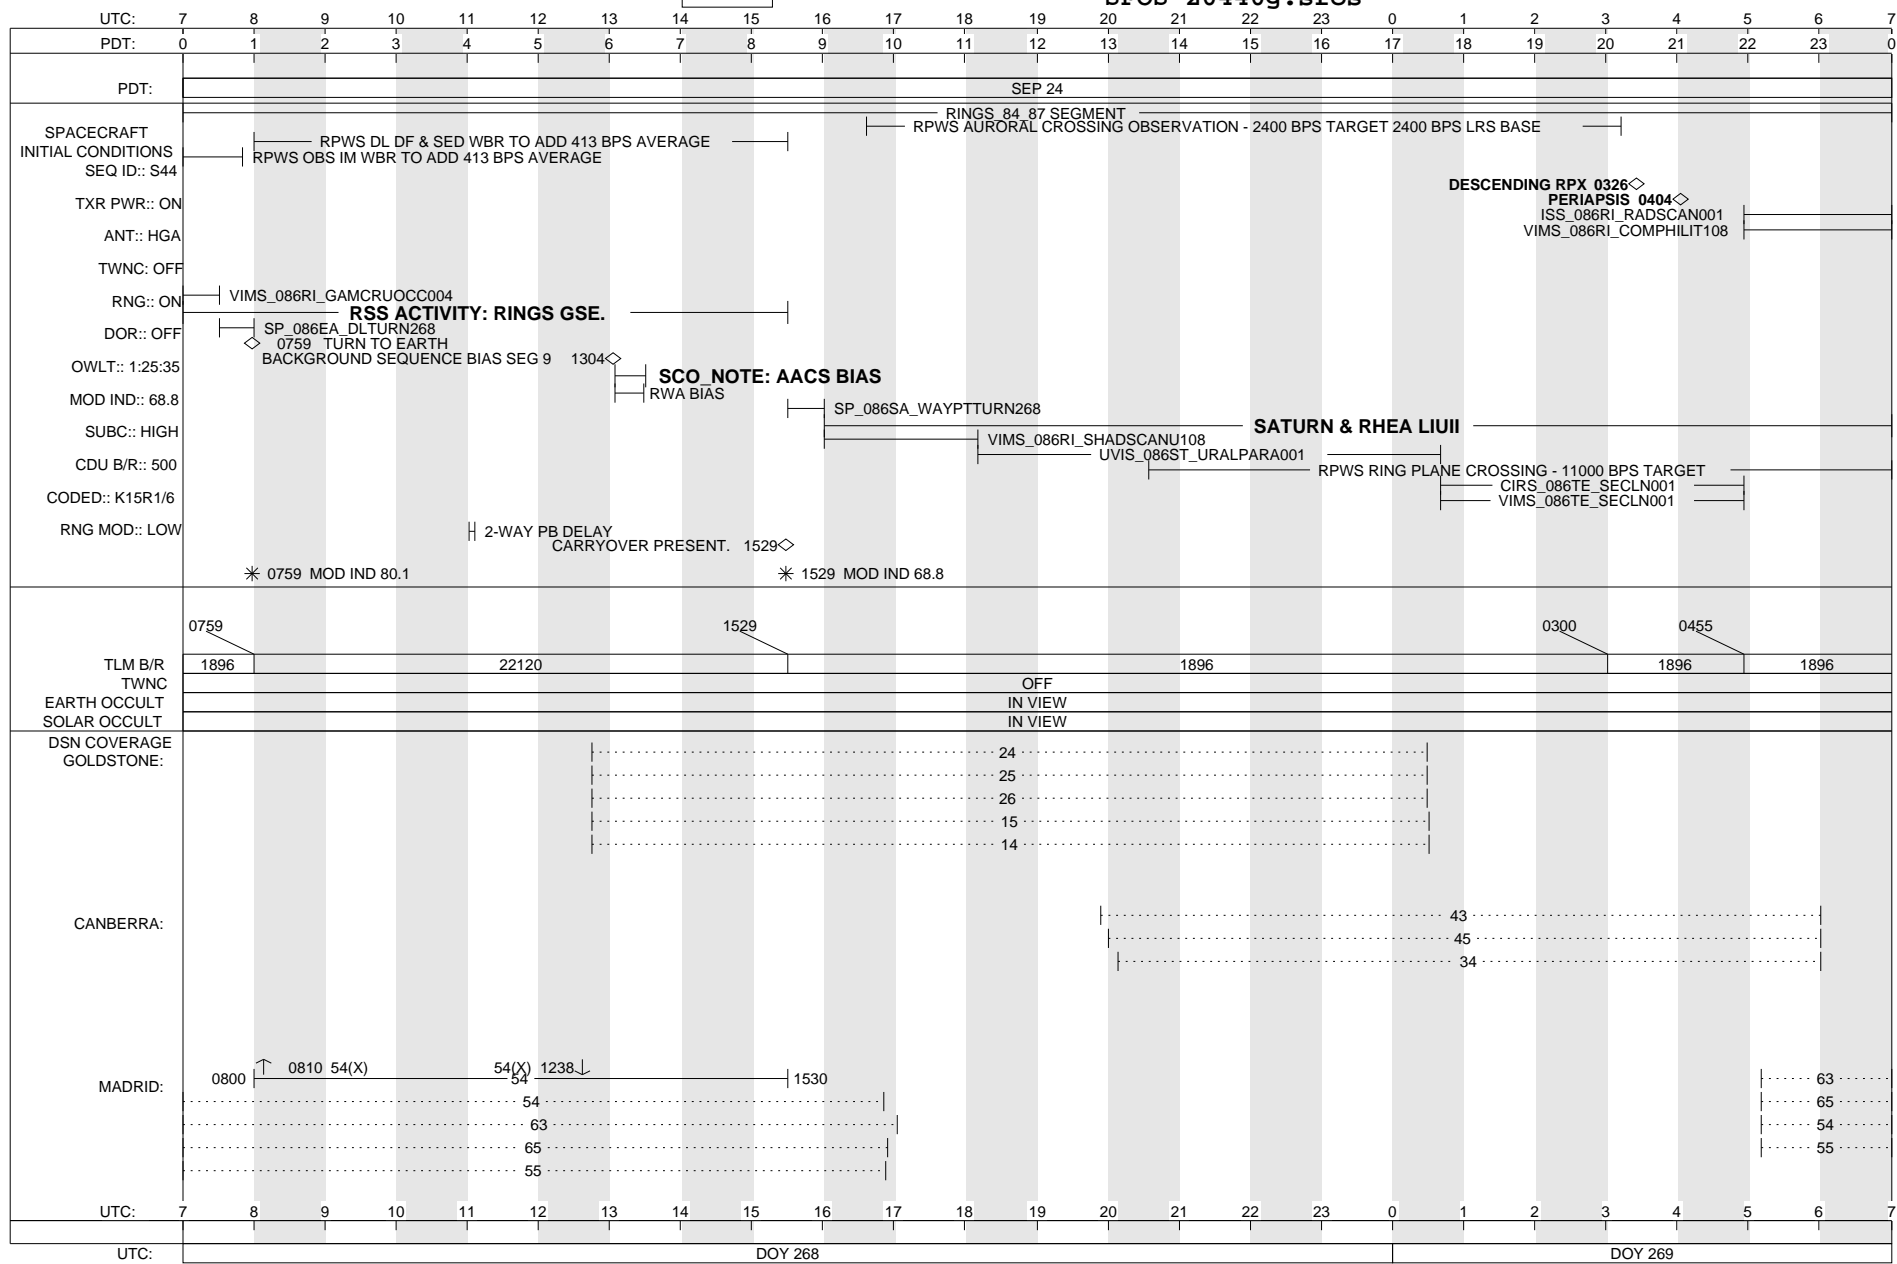 SFOS 20440g.sfos
UTC: 7 8 9 10 11 12 13 14 15 16 17 18 19 20 21 22 23 0 1 2 3 4 5 6 7
PDT: 0 1 2 3 4 5 6 7 8 9 10 11 12 13 14 15 16 17 18 19 20 21 22 23 0
PDT: SEP 24
RINGS_84_87 SEGMENT
SPACECRAFT
INITIAL CONDITIONS
RPWS AURORAL CROSSING OBSERVATION - 2400 BPS TARGET 2400 BPS LRS BASE
RPWS DL DF & SED WBR TO ADD 413 BPS AVERAGE
RPWS OBS IM WBR TO ADD 413 BPS AVERAGE
SEQ ID:: S44
DESCENDING RPX 0326
TXR PWR:: ON
PERIAPSIS 0404
ISS_086RI_RADSCAN001
ANT:: HGA
VIMS_086RI_COMPHILIT108
TWNC: OFF
RNG:: ON
VIMS_086RI_GAMCRUOCC004
RSS ACTIVITY: RINGS GSE.
DOR:: OFF
SP_086EA_DLTURN268
0759 TURN TO EARTH
BACKGROUND SEQUENCE BIAS SEG 9 1304
OWLT:: 1:25:35
SCO_NOTE: AACS BIAS
RWA BIAS
MOD IND:: 68.8
SP_086SA_WAYPTTURN268
SUBC:: HIGH
SATURN & RHEA LIUII
VIMS_086RI_SHADSCANU108
UVIS_086ST_URALPARA001
CDU B/R:: 500
RPWS RING PLANE CROSSING - 11000 BPS TARGET
CIRS_086TE_SECLN001
CODED:: K15R1/6
VIMS_086TE_SECLN001
RNG MOD:: LOW
2-WAY PB DELAY
CARRYOVER PRESENT. 1529
0759 MOD IND 80.1
1529 MOD IND 68.8
0759 1529 0300 0455
TLM B/R 1896 22120 1896 1896 1896
TWNC OFF
EARTH OCCULT IN VIEW
SOLAR OCCULT IN VIEW
DSN COVERAGE
GOLDSTONE:
24
25
26
15
14
CANBERRA:
43
45
34
MADRID:
0810 54(X) 54(X) 1238
0800 54 1530 63
54 65
63 54
65 55
55
UTC: 7 8 9 10 11 12 13 14 15 16 17 18 19 20 21 22 23 0 1 2 3 4 5 6 7
UTC: DOY 268 DOY 269